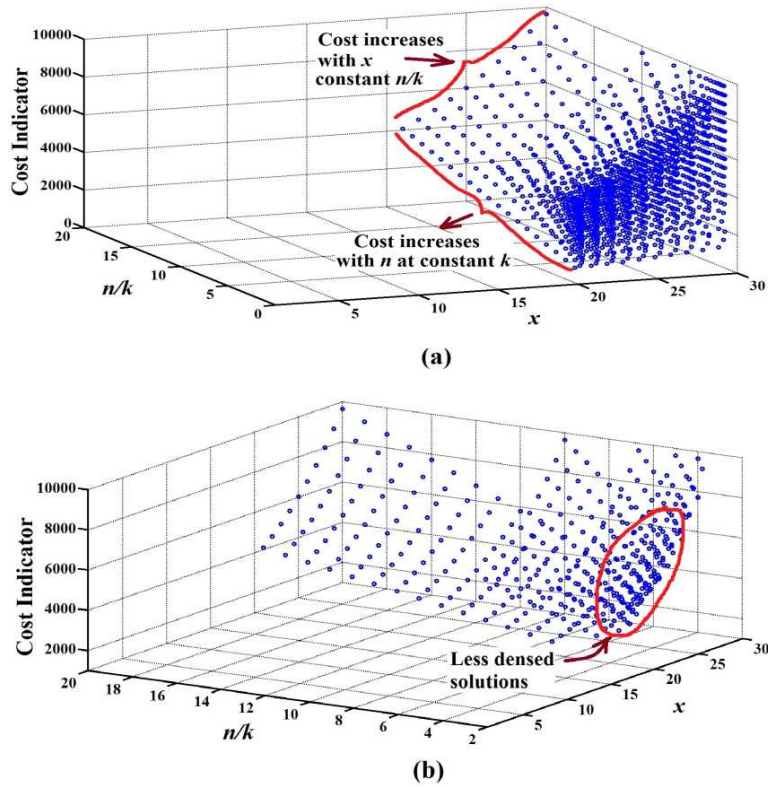 10000
8000
6000
4000
2000
0
Cost Indicator
20
15
10
5
0
n/k
5
10
15
20
25
30
x
Cost increases
with x
constant n/k
Cost increases
with n at constant k
(a)
10000
8000
6000
4000
2000
Cost Indicator
20
18
16
14
12
10
8
6
4
2
n/k
5
10
15
20
25
30
x
Less densed
solutions
(b)